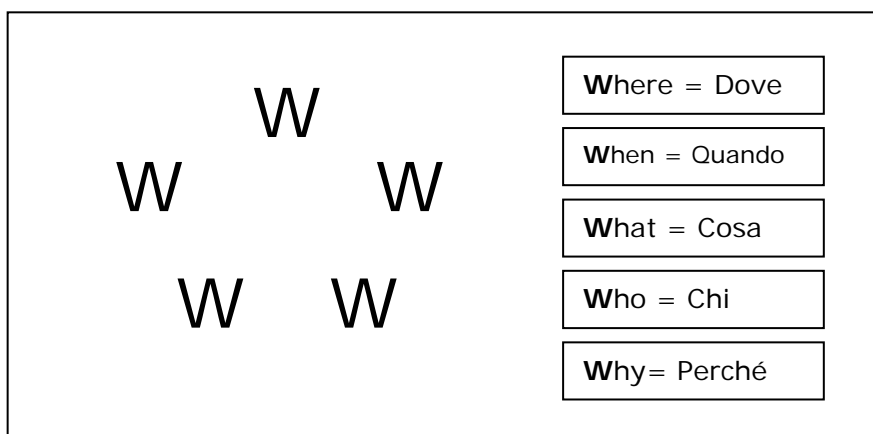 W
W W
W W
Where = Dove
When = Quando
What = Cosa
Who = Chi
Why= Perché